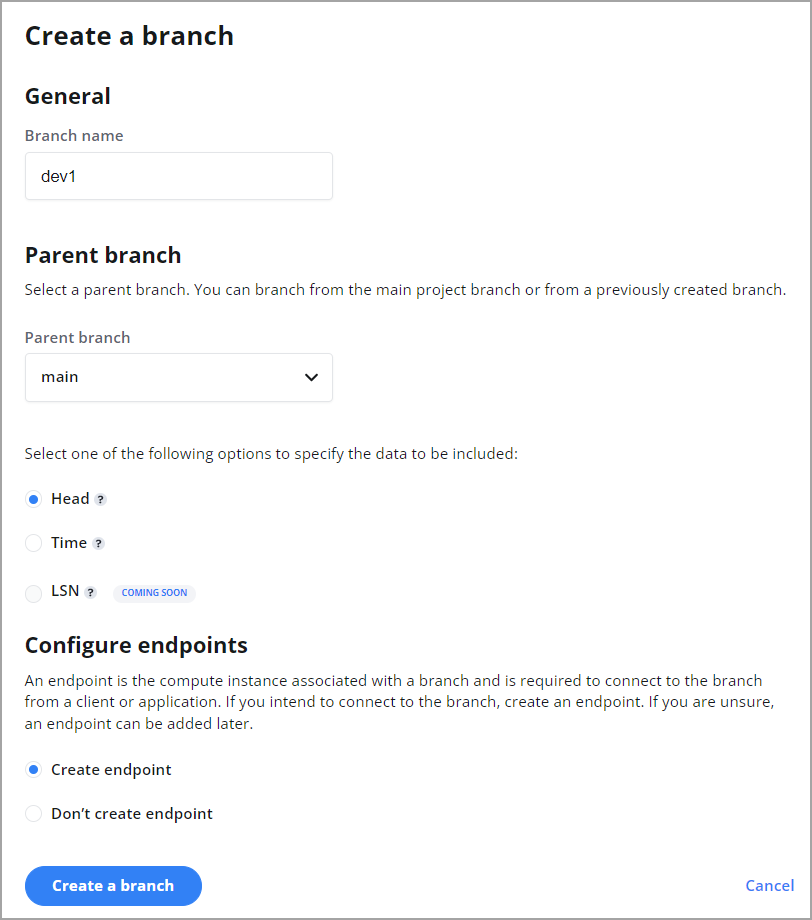 Create a branch
General
Branch name
dev1
Parent branch
Select a parent branch. You can branch from the main project branch or from a previously created branch.
Parent branch
main
Select one of the following options to specify the data to be included:
Head ?
Time ?
LSN ? COMING SOON
Configure endpoints
An endpoint is the compute instance associated with a branch and is required to connect to the branch
from a client or application. If you intend to connect to the branch, create an endpoint. If you are unsure,
an endpoint can be added later.
Create endpoint
Don’t create endpoint
Create a branch Cancel